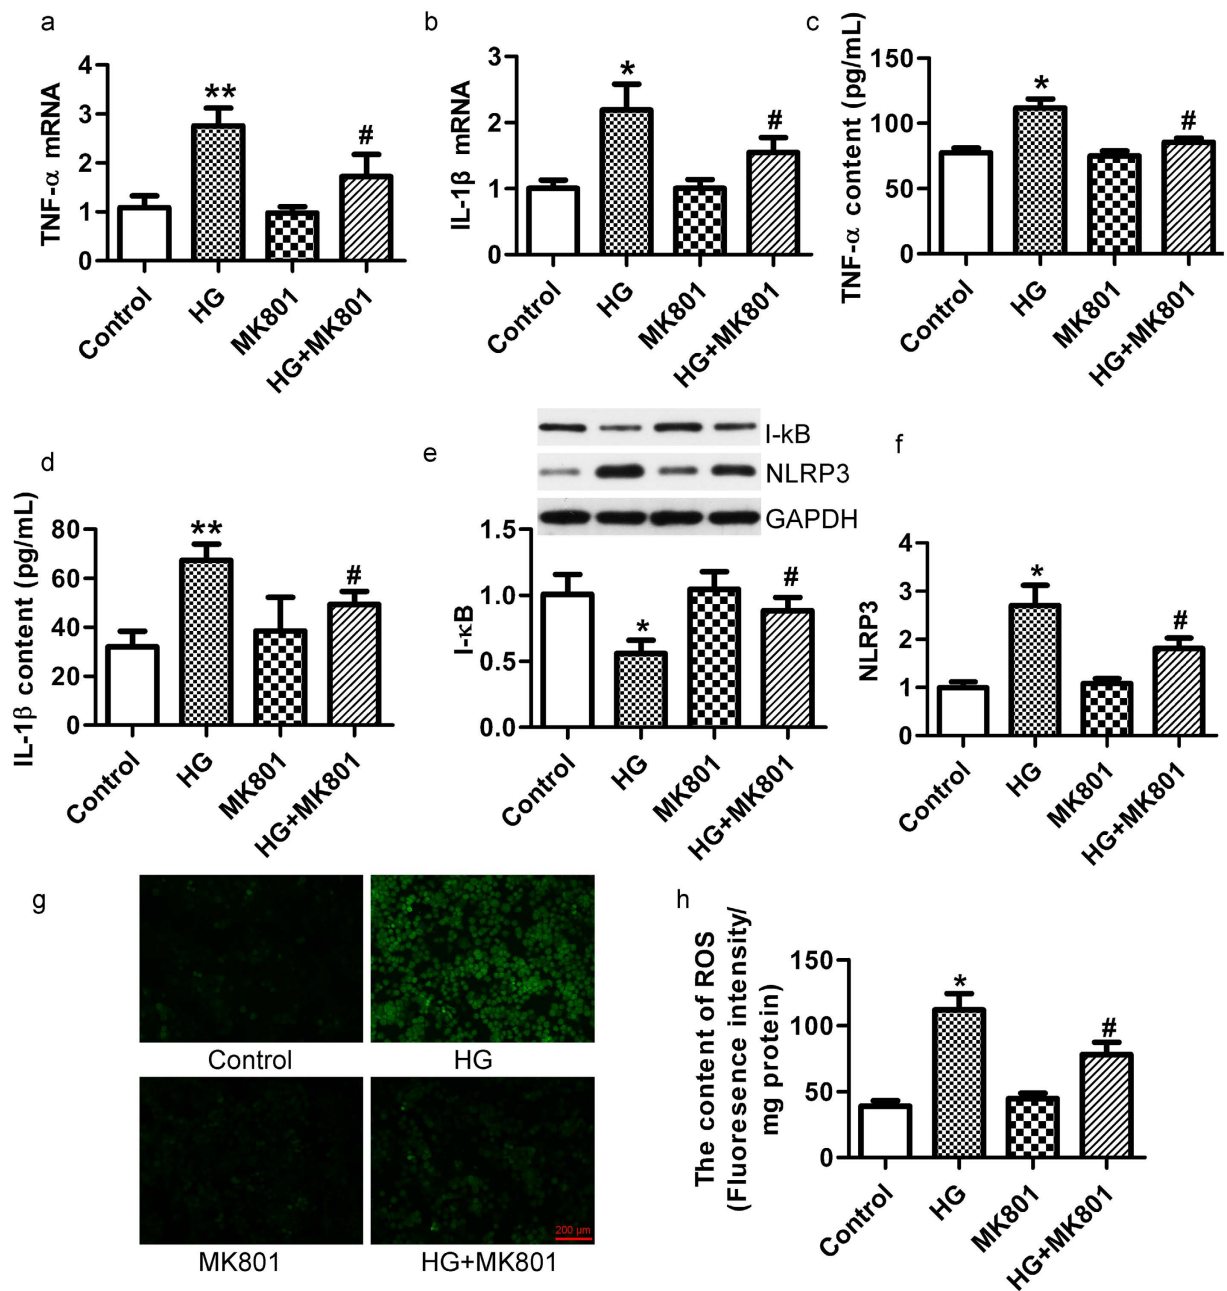 a
TNF-α mRNA
4
3
2
1
0
**
#
Control
HG
MK801
HG+MK801
b
IL-1β mRNA
3
2
1
0
*
#
Control
HG
MK801
HG+MK801
c
TNF-α content (pg/mL)
150
100
50
0
*
#
Control
HG
MK801
HG+MK801
d
IL-1β content (pg/mL)
80
60
40
20
0
**
#
Control
HG
MK801
HG+MK801
e
I-kB
NLRP3
GAPDH
I-κB
1.5
1.0
0.5
0.0
*
#
Control
HG
MK801
HG+MK801
f
NLRP3
4
3
2
1
0
*
#
Control
HG
MK801
HG+MK801
g
Control
HG
200 μm
MK801
HG+MK801
h
The content of ROS
(Fluoresence intensity/
mg protein)
150
100
50
0
*
#
Control
HG
MK801
HG+MK801